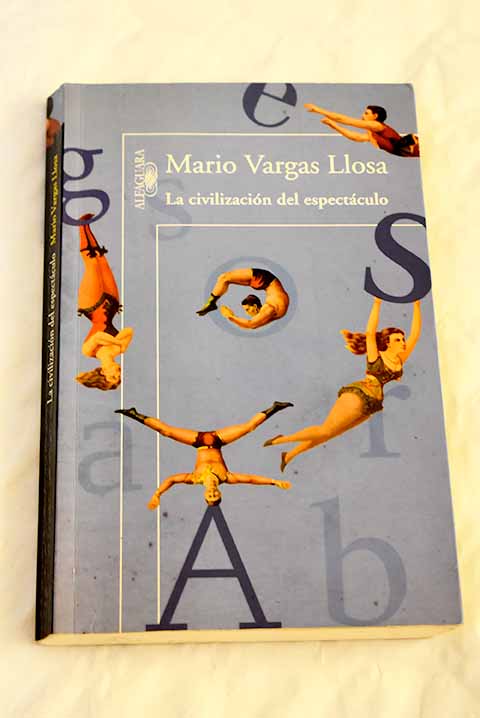 ALFAGUARA
Mario Vargas Llosa
La civilización del espectáculo
La civilización del espectáculo Mario Vargas Llosa
e
g
s
S
o
a
r
A
b